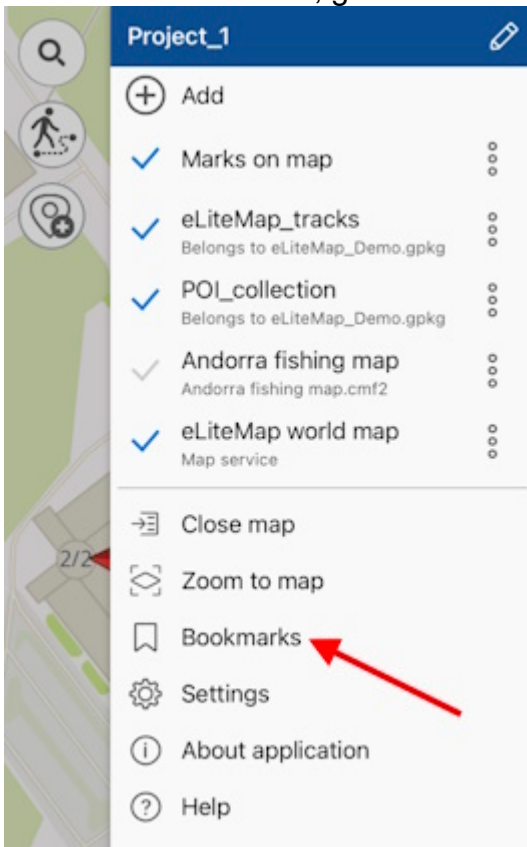 Project_1
Add
Marks on map
eLiteMap_tracks
Belongs to eLiteMap_Demo.gpkg
POI_collection
Belongs to eLiteMap_Demo.gpkg
Andorra fishing map
Andorra fishing map.cmf2
eLiteMap world map
Map service
Close map
2/2
Zoom to map
Bookmarks
Settings
About application
Help